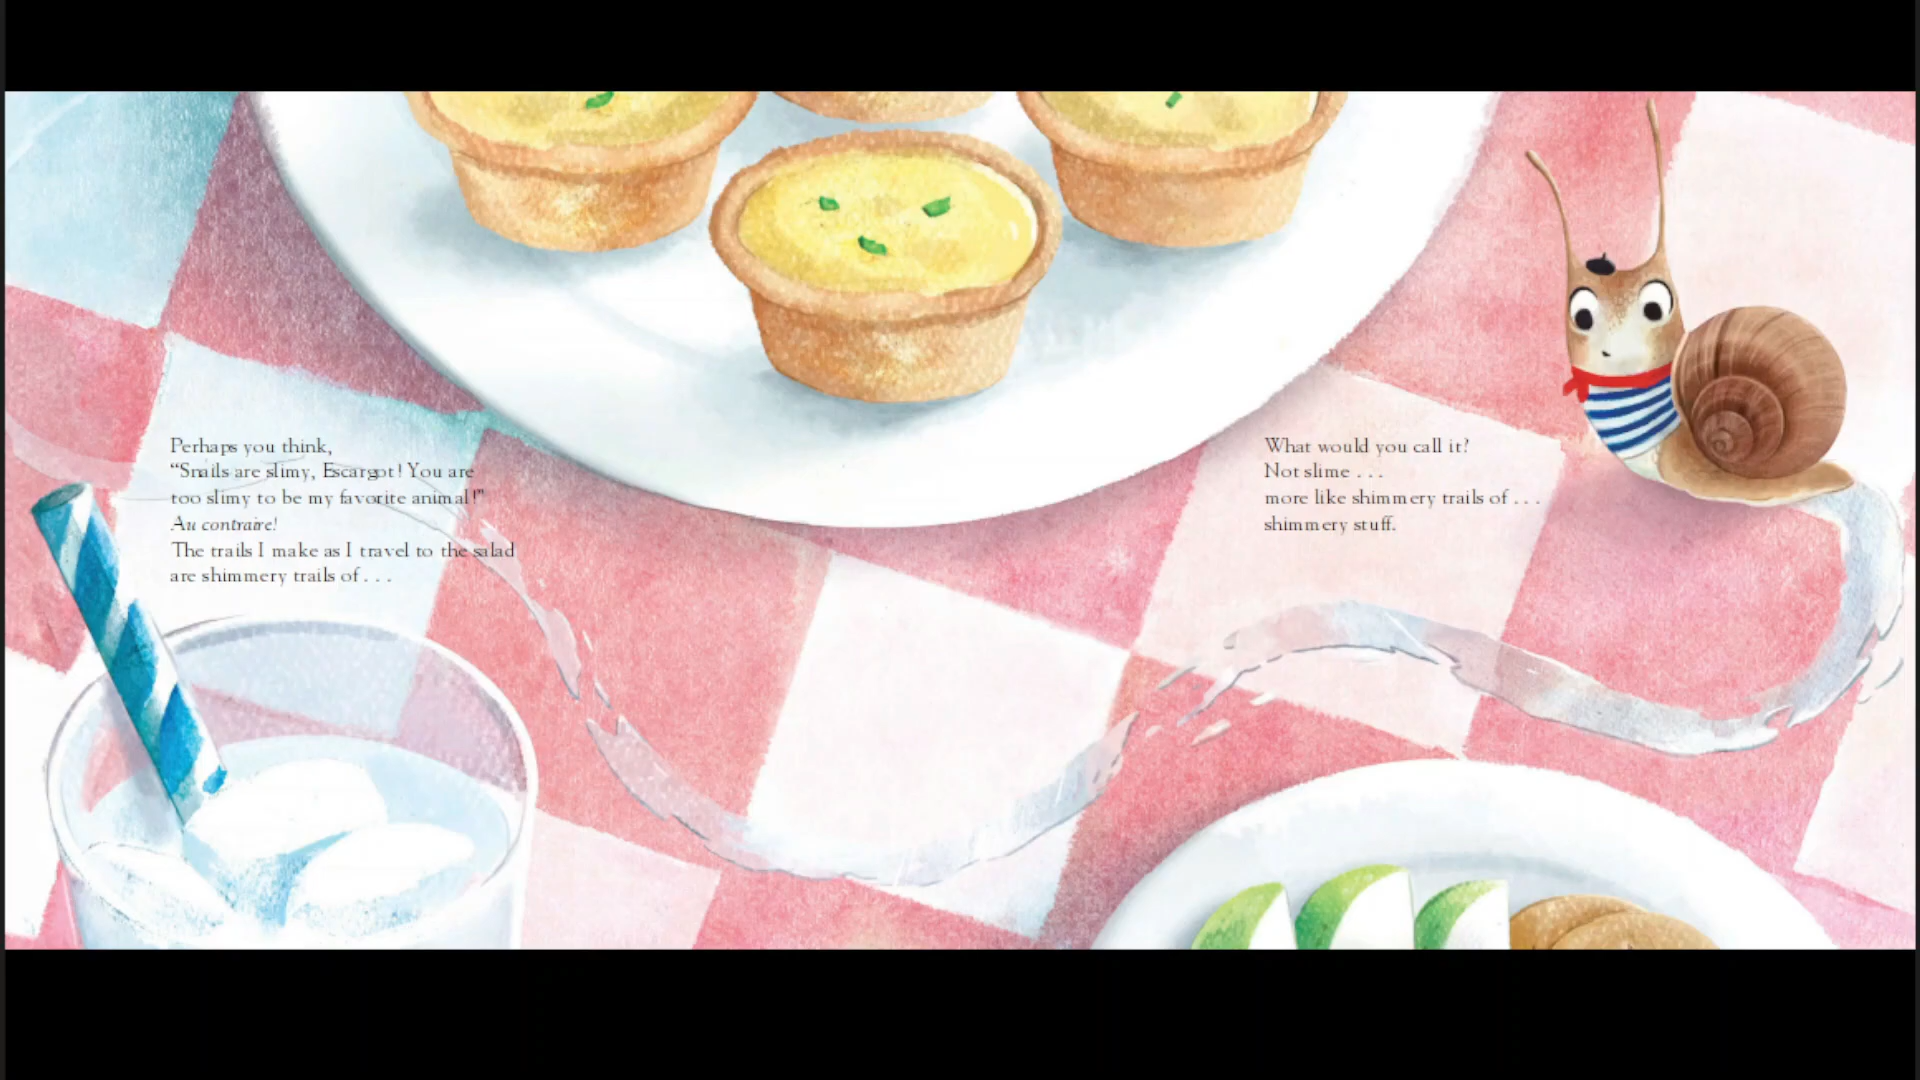 Perhaps you think,
“Snails are slimy, Escargot! You are
too slimy to be my favorite animal!”
Au contraire!
The trails I make as I travel to the salad
are shimmery trails of . . .
What would you call it?
Not slime . . .
more like shimmery trails of . . .
shimmery stuff.